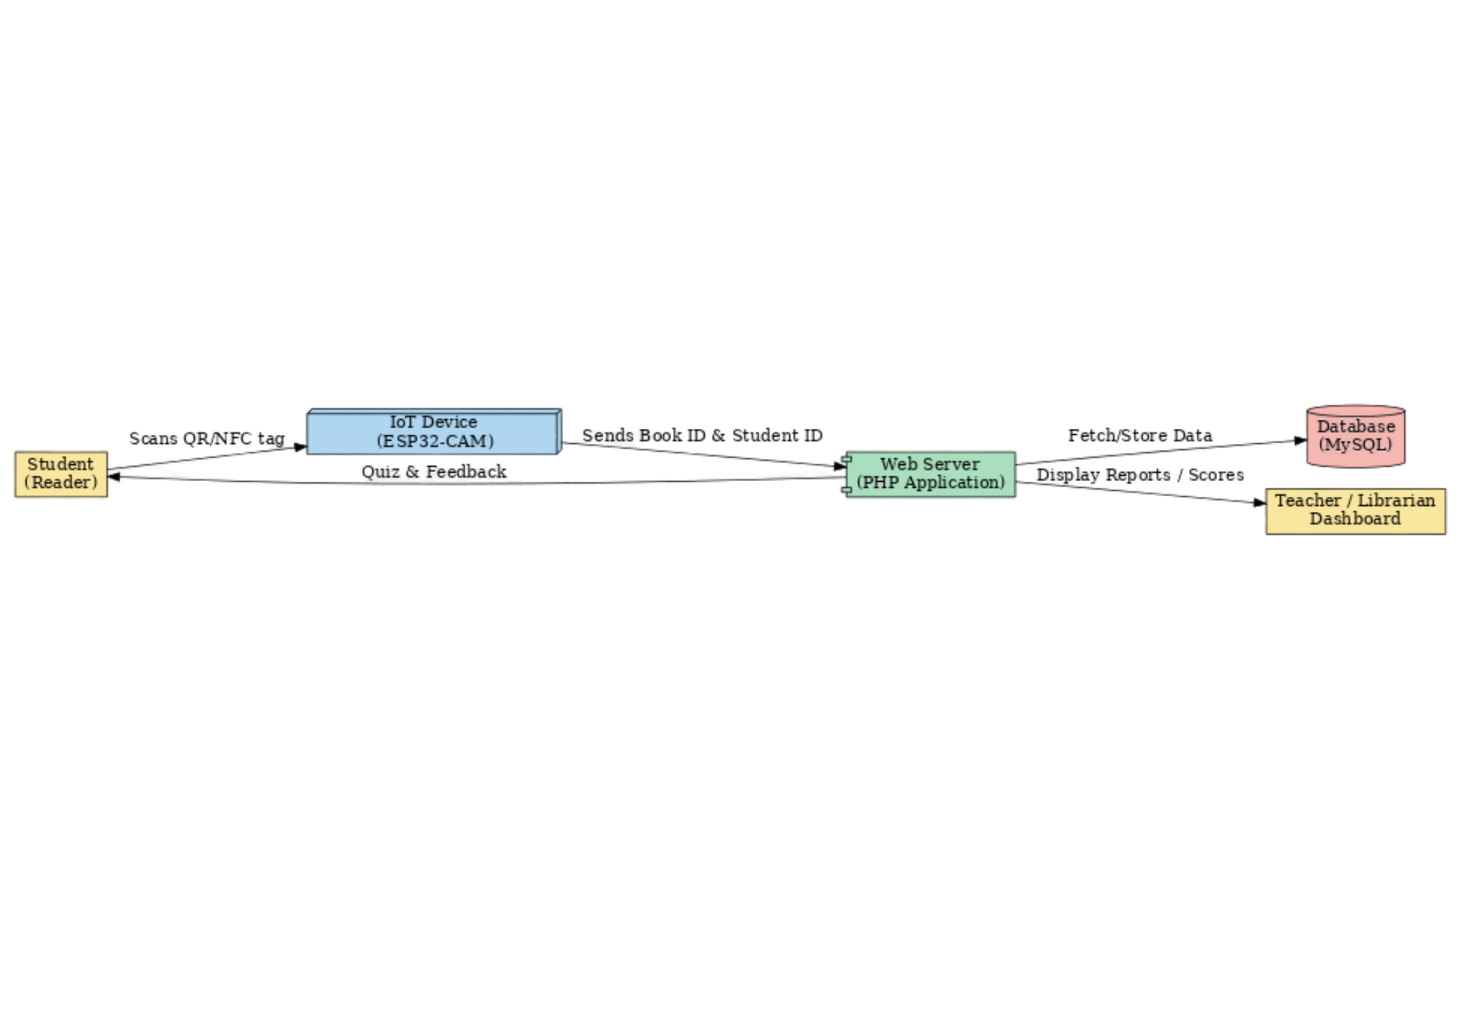 Student
(Reader)
Scans QR/NFC tag
IoT Device
(ESP32-CAM)
Sends Book ID & Student ID
Quiz & Feedback
Web Server
(PHP Application)
Fetch/Store Data
Display Reports / Scores
Database
(MySQL)
Teacher / Librarian
Dashboard